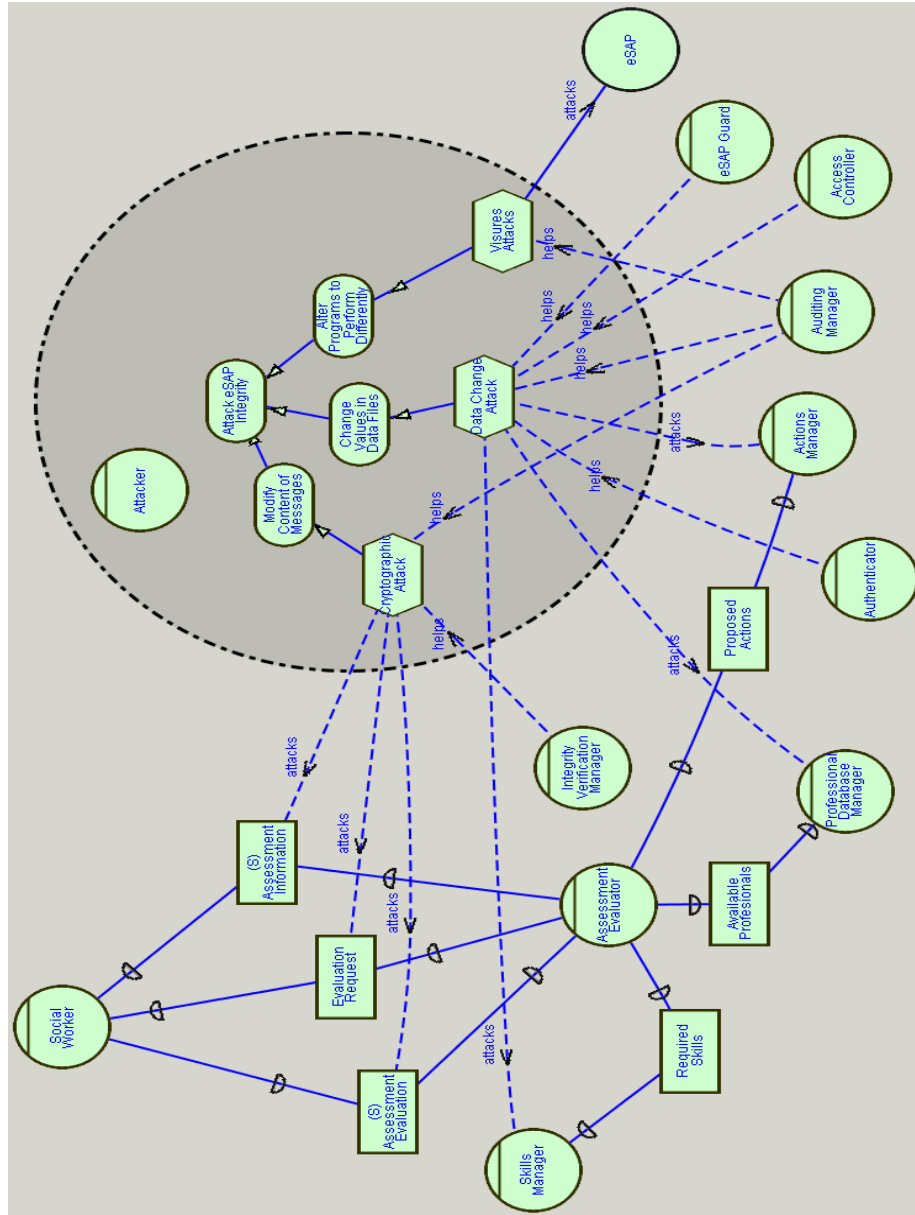 Social
Worker
Attacker
Attack eSAP
Integrity
(S)
Assessment
Information
Modify
Content of
Messages
attacks
Alter
Programs to
Perform
Differently
Evaluation
Request
attacks
Change
Values in
Data Files
(S)
Assessment
Evaluation
attacks
Cryptographic
Attack
helps
helps
Data Change
Attack
Visures
Attacks
attacks
Skills
Manager
helps
helps
helps
helps
helps
attacks
eSAP
Assessment
Evaluator
Integrity
Verification
Manager
attacks
attacks
Required
Skills
Available
Profesionals
Proposed
Actions
eSAP Guard
Actions
Manager
Auditing
Manager
Access
Controller
Professional
Database
Manager
Authenticator